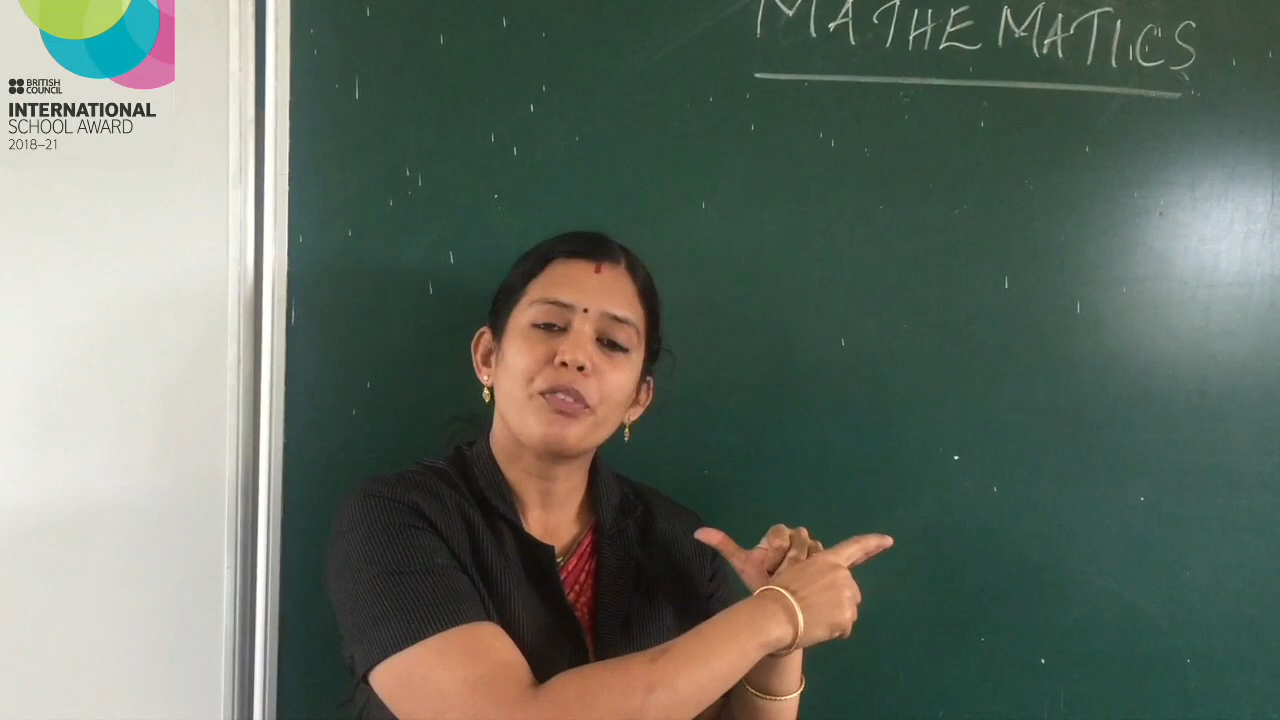 BRITISH
COUNCIL
INTERNATIONAL
SCHOOL AWARD
2018–21
MATHEMATICS